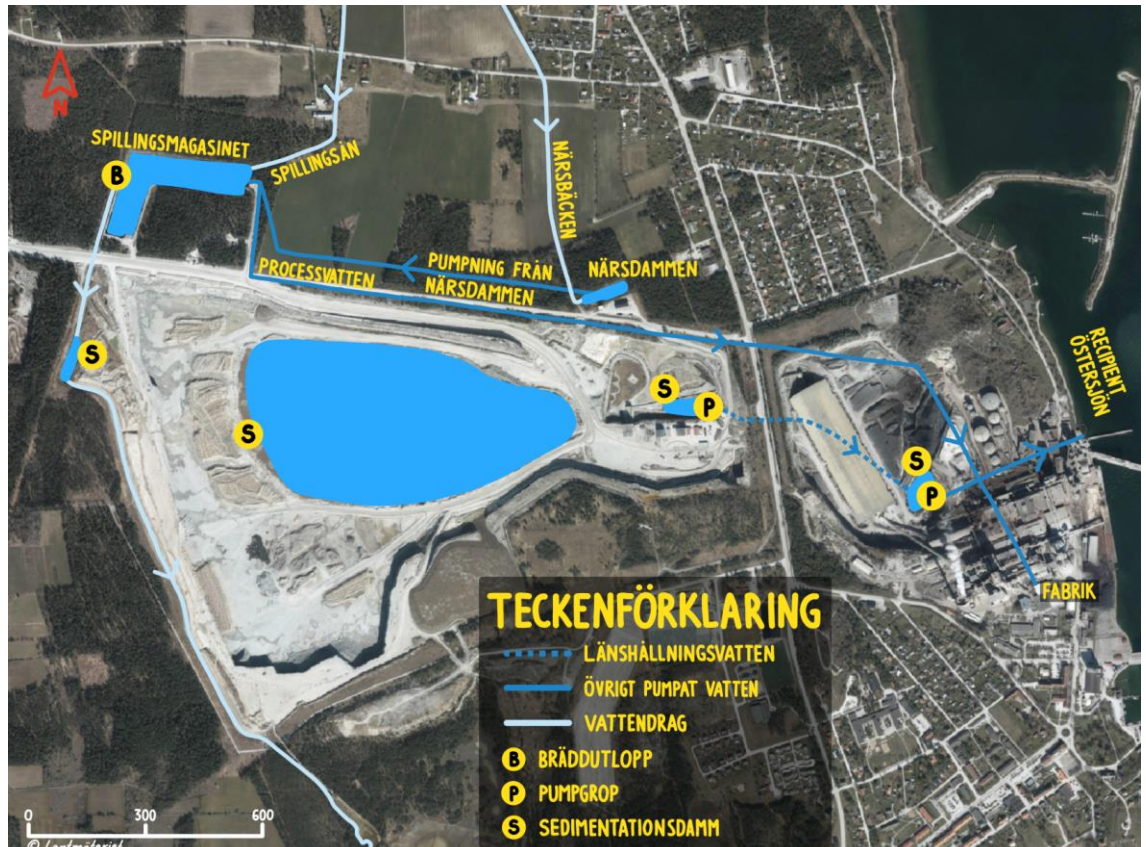 N
SPILLINGSMAGASINET
B
SPILLINGSÅN
NÄRSBÄCKEN
PROCESSVATTEN
PUMPNING FRÅN
NÄRSDAMMEN
NÄRSDAMMEN
S
S
S
P
S
P
RECIPIENT
ÖSTERSJÖN
FABRIK
TECKENFÖRKLARING
LÄNSHÅLLNINGSVATTEN
ÖVRIGT PUMPAT VATTEN
VATTENDRAG
B BRÄDDUTLOPP
P PUMPGROP
S SEDIMENTATIONSDAMM
0 300 600
© Lantmäteriet